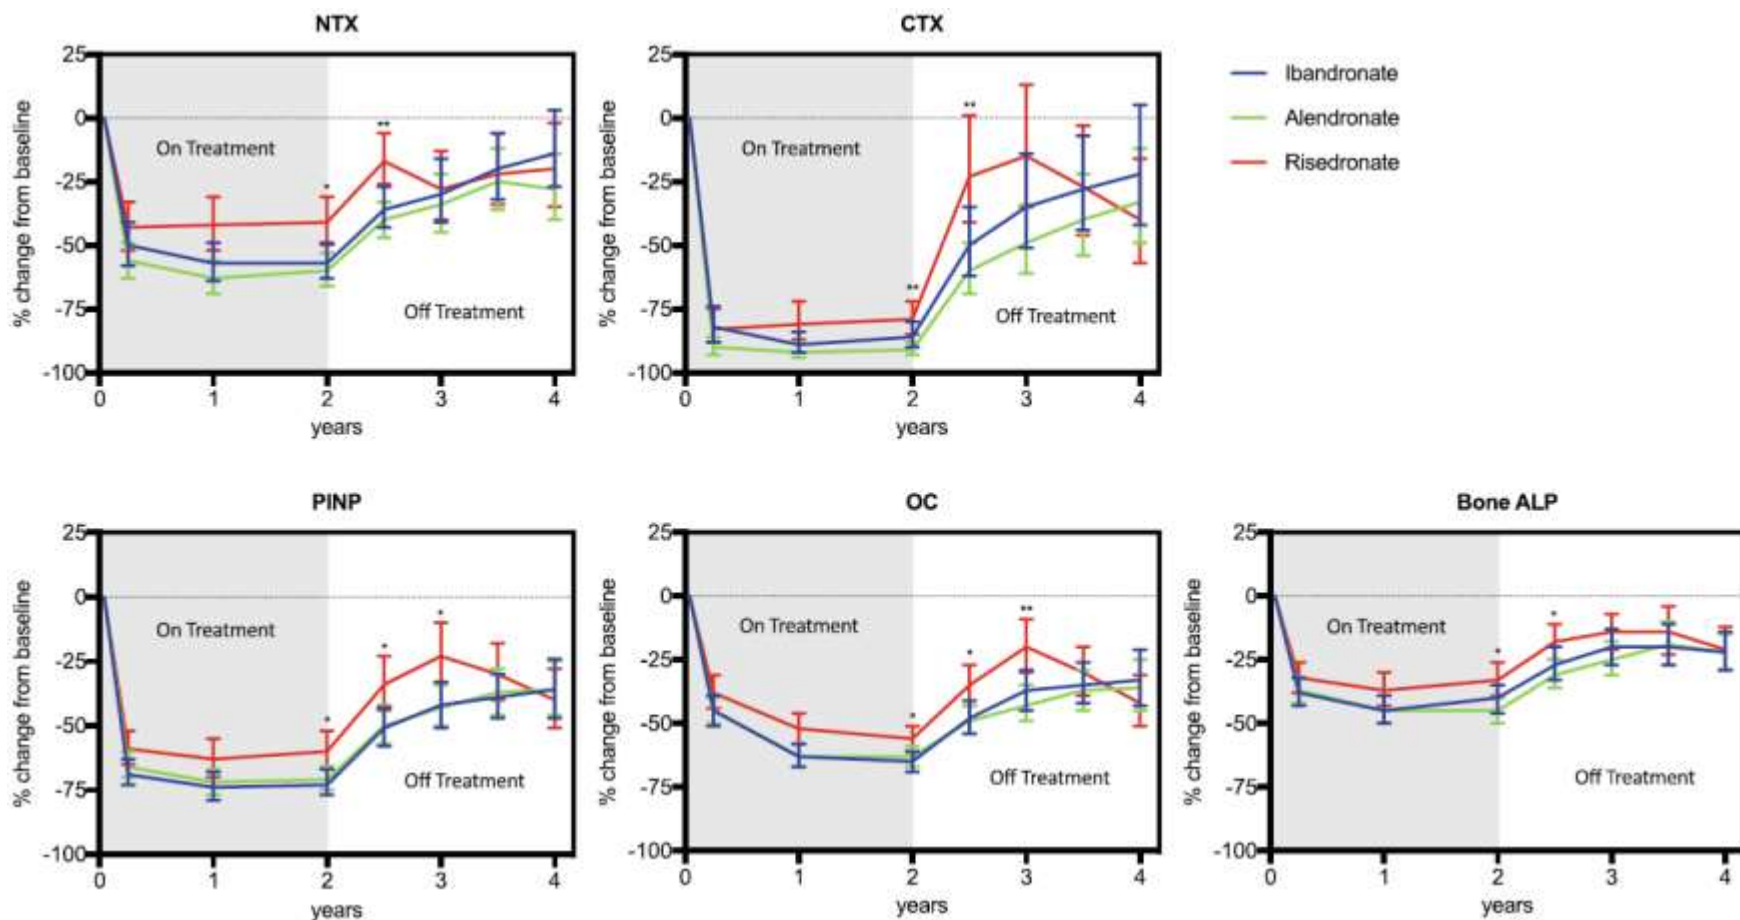 NTX
25
0
-25
-50
-75
-100
% change from baseline
On Treatment
Off Treatment
*
**
0 1 2 3 4
years
CTX
25
0
-25
-50
-75
-100
% change from baseline
On Treatment
Off Treatment
**
**
0 1 2 3 4
years
Ibandronate
Alendronate
Risedronate
PINP
25
0
-25
-50
-75
-100
% change from baseline
On Treatment
Off Treatment
*
*
*
0 1 2 3 4
years
OC
25
0
-25
-50
-75
-100
% change from baseline
On Treatment
Off Treatment
*
*
**
0 1 2 3 4
years
Bone ALP
25
0
-25
-50
-75
-100
% change from baseline
On Treatment
Off Treatment
*
*
0 1 2 3 4
years